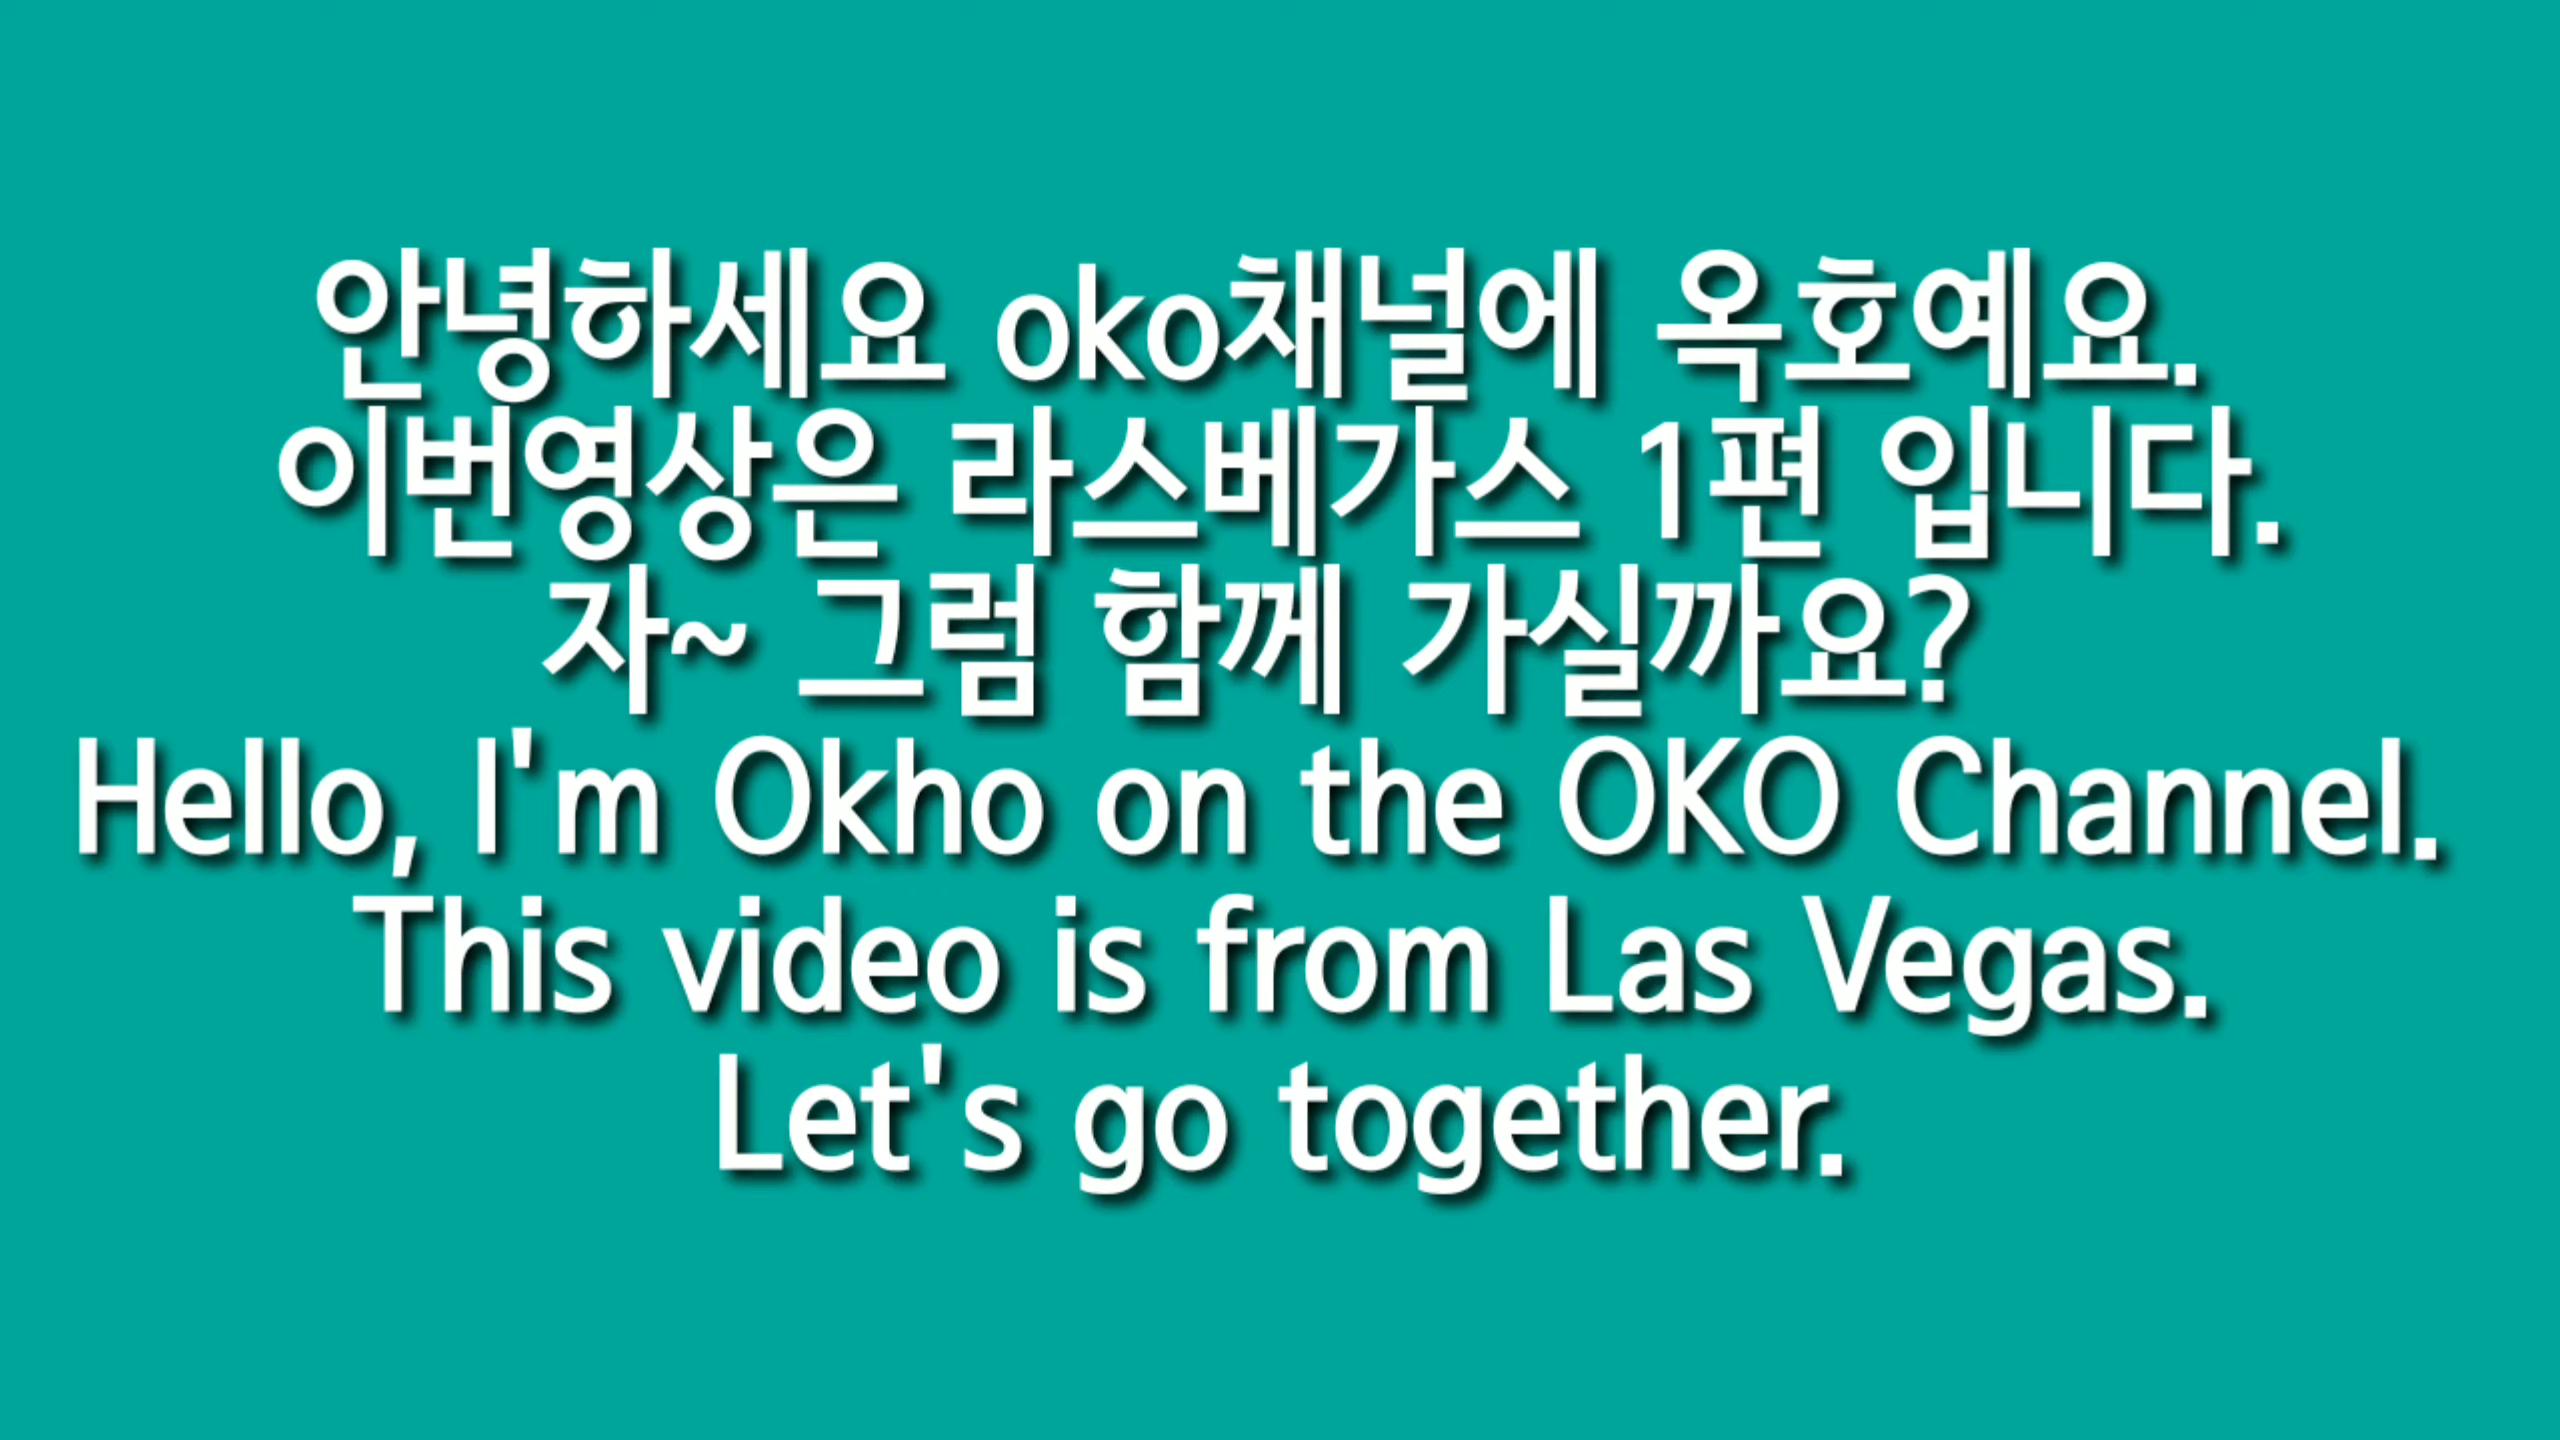 안녕하세요 oko채널에 옥호예요.
이번영상은 라스베가스 1편 입니다.
자~ 그럼 함께 가실까요?
Hello, I'm Okho on the OKO Channel.
This video is from Las Vegas.
Let's go together.